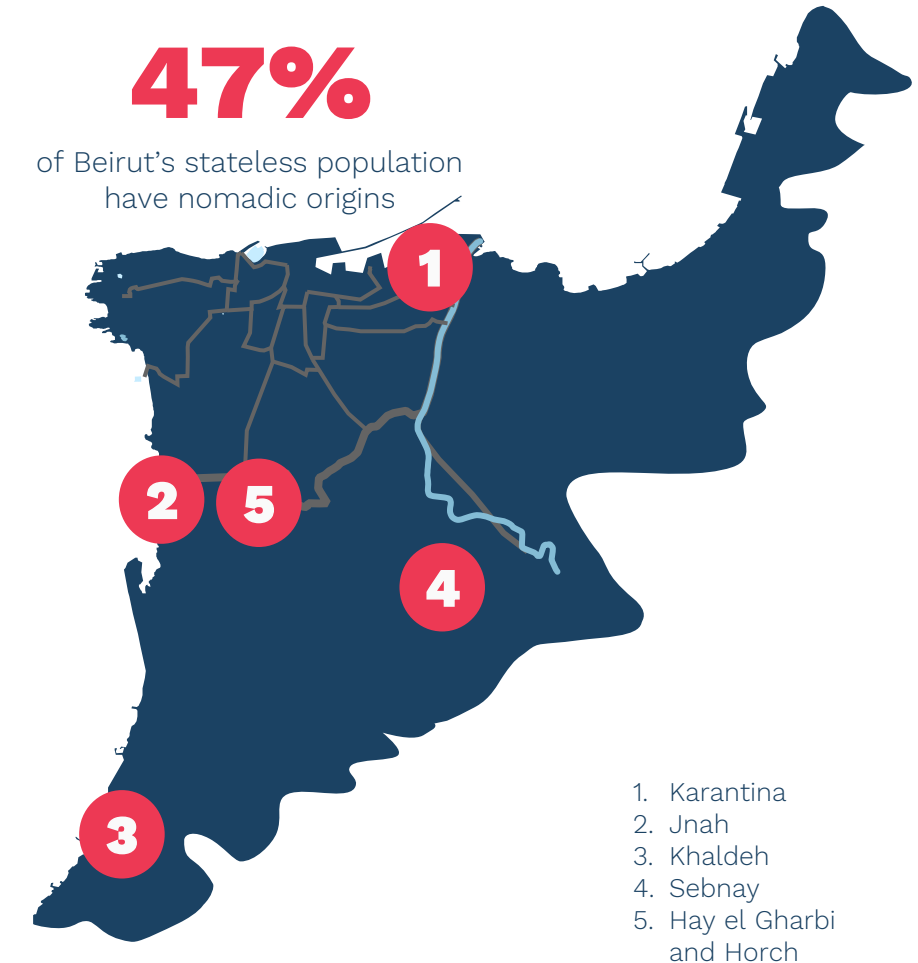 47%
of Beirut’s stateless population
have nomadic origins
1
2
5
4
3
1. Karantina
2. Jnah
3. Khaldeh
4. Sebnay
5. Hay el Gharbi
and Horch